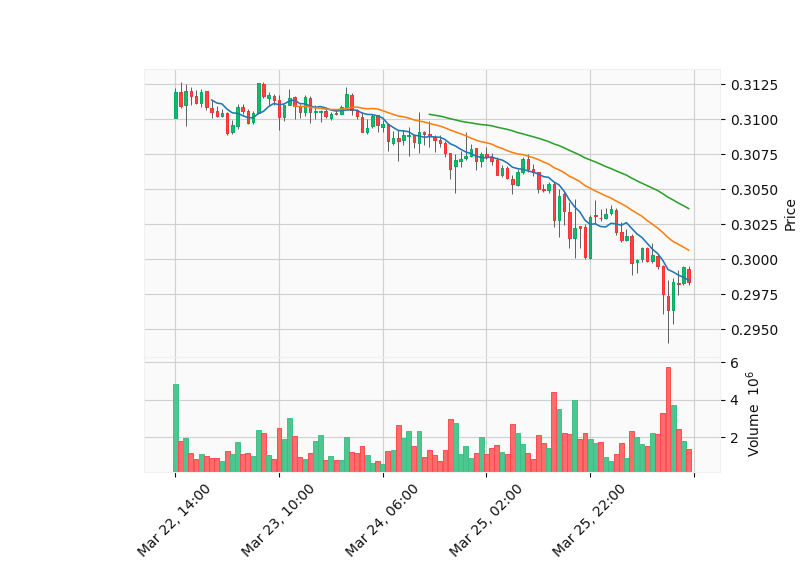 0.3125
0.3100
0.3075
0.3050
0.3025
0.3000
0.2975
0.2950
Price
6
4
2
Volume 10⁶
Mar 22, 14:00
Mar 23, 10:00
Mar 24, 06:00
Mar 25, 02:00
Mar 25, 22:00